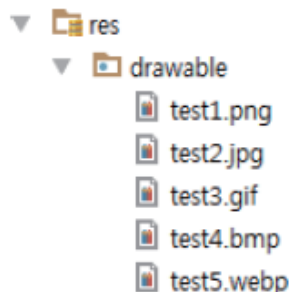 res
drawable
test1.png
test2.jpg
test3.gif
test4.bmp
test5.webp